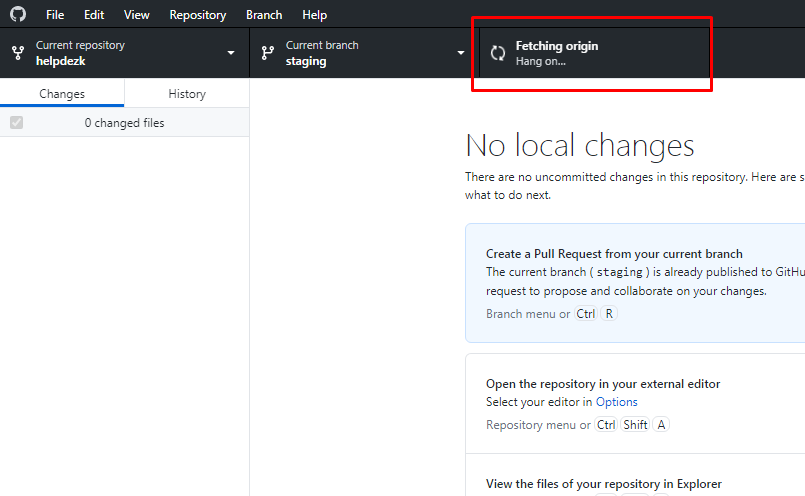 File Edit View Repository Branch Help
Current repository
helpdezk
Current branch
staging
Fetching origin
Hang on...
Changes
History
0 changed files
No local changes
There are no uncommitted changes in this repository. Here are s
what to do next.
Create a Pull Request from your current branch
The current branch ( staging ) is already published to GitHu
request to propose and collaborate on your changes.
Branch menu or Ctrl R
Open the repository in your external editor
Select your editor in Options
Repository menu or Ctrl Shift A
View the files of your repository in Explorer